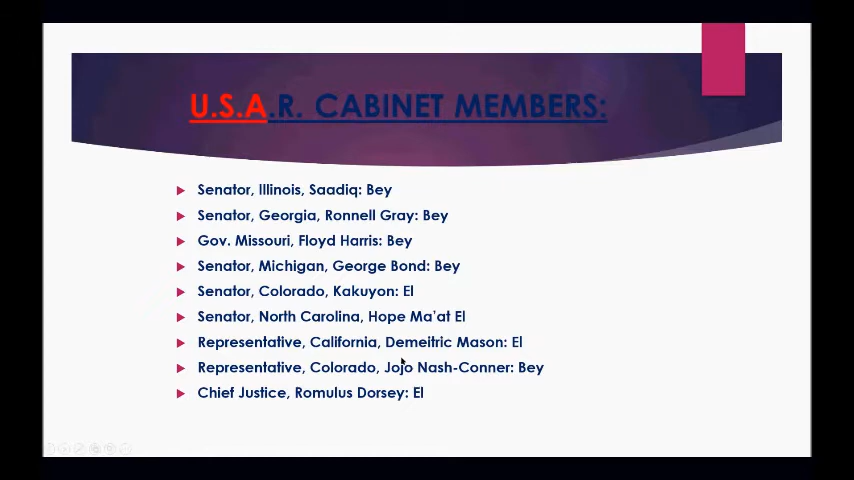 U.S.A.R. CABINET MEMBERS:
Senator, Illinois, Saadiq: Bey
Senator, Georgia, Ronnell Gray: Bey
Gov. Missouri, Floyd Harris: Bey
Senator, Michigan, George Bond: Bey
Senator, Colorado, Kakuyon: El
Senator, North Carolina, Hope Ma'at El
Representative, California, Demeitric Mason: El
Representative, Colorado, Jojo Nash-Conner: Bey
Chief Justice, Romulus Dorsey: El